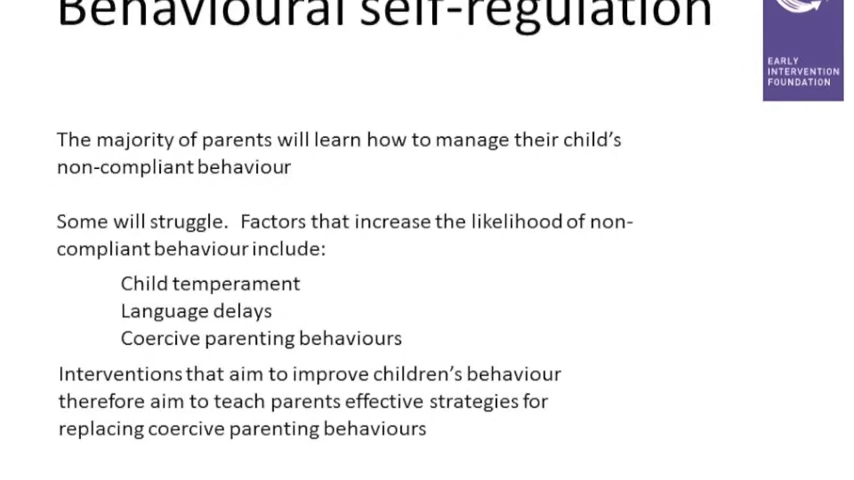 Behavioural self-regulation
EARLY
INTERVENTION
FOUNDATION
The majority of parents will learn how to manage their child’s
non-compliant behaviour
Some will struggle.  Factors that increase the likelihood of non-
compliant behaviour include:
Child temperament
Language delays
Coercive parenting behaviours
Interventions that aim to improve children’s behaviour
therefore aim to teach parents effective strategies for
replacing coercive parenting behaviours